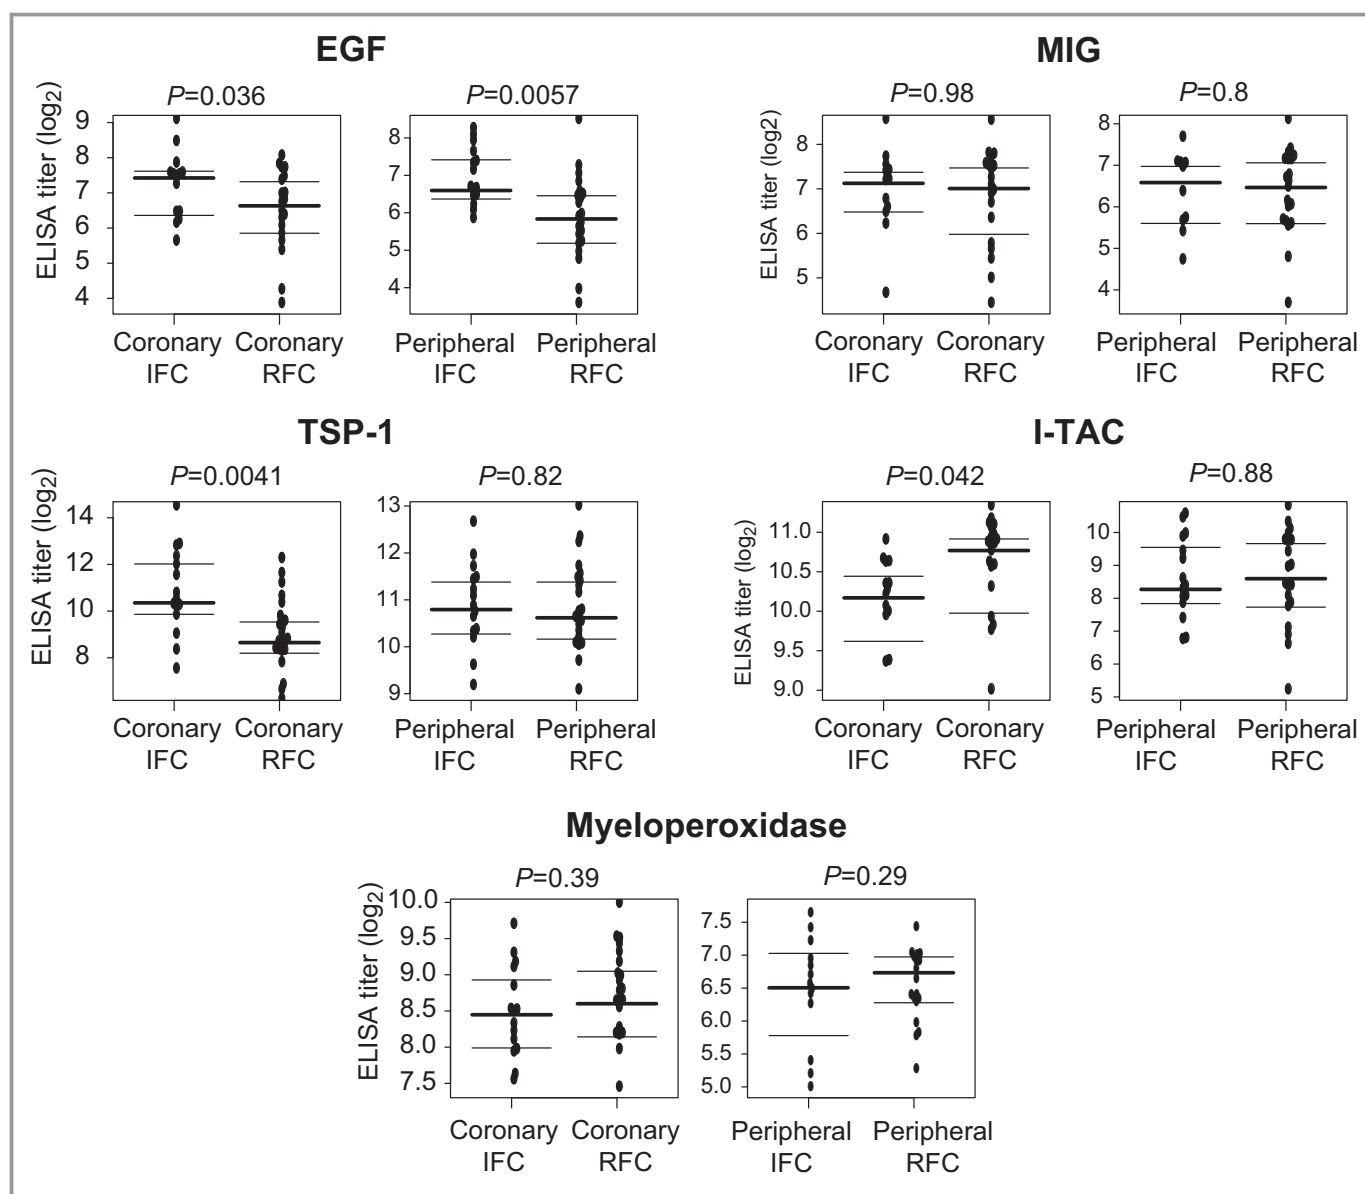 EGF
P=0.036
P=0.0057
ELISA titer (log2)
9
8
7
6
5
4
8
7
6
5
4
Coronary Coronary
IFC RFC
Peripheral Peripheral
IFC RFC
MIG
P=0.98
P=0.8
ELISA titer (log2)
8
7
6
5
8
7
6
5
4
Coronary Coronary
IFC RFC
Peripheral Peripheral
IFC RFC
TSP-1
P=0.0041
P=0.82
ELISA titer (log2)
14
12
10
8
13
12
11
10
9
Coronary Coronary
IFC RFC
Peripheral Peripheral
IFC RFC
I-TAC
P=0.042
P=0.88
ELISA titer (log2)
11.0
10.5
10.0
9.5
9.0
10
9
8
7
6
5
Coronary Coronary
IFC RFC
Peripheral Peripheral
IFC RFC
Myeloperoxidase
P=0.39
P=0.29
ELISA titer (log2)
10.0
9.5
9.0
8.5
8.0
7.5
7.5
7.0
6.5
6.0
5.5
5.0
Coronary Coronary
IFC RFC
Peripheral Peripheral
IFC RFC